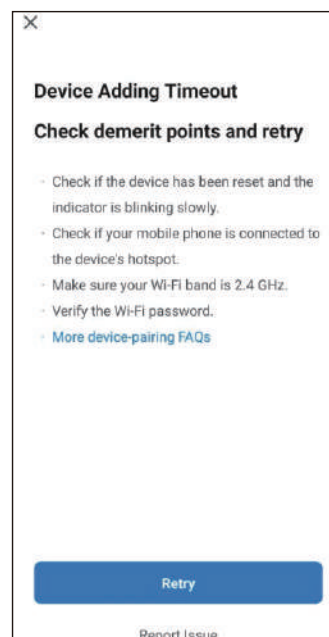 Device Adding Timeout
Check demerit points and retry
· Check if the device has been reset and the
indicator is blinking slowly.
· Check if your mobile phone is connected to
the device's hotspot.
· Make sure your Wi-Fi band is 2.4 GHz.
· Verify the Wi-Fi password.
· More device-pairing FAQs
Retry
Report Issue